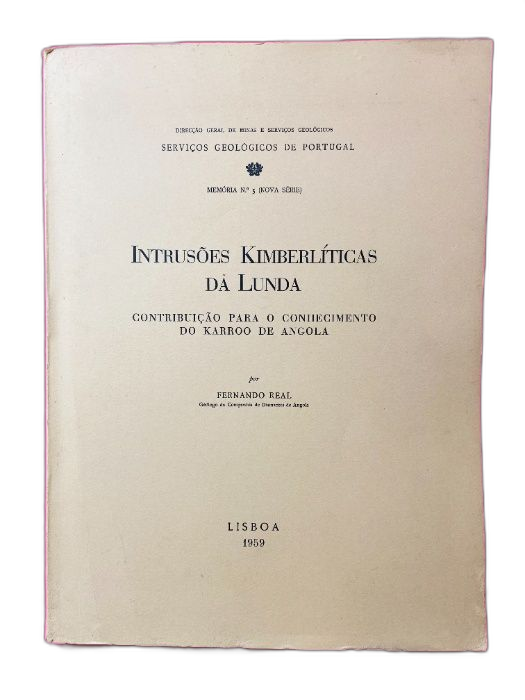 DIRECÇÃO GERAL DE MINAS E SERVIÇOS GEOLÓGICOS
SERVIÇOS GEOLÓGICOS DE PORTUGAL
MEMÓRIA N.º 5 (NOVA SÉRIE)
INTRUSÕES KIMBERLÍTICAS
DA LUNDA
CONTRIBUIÇÃO PARA O CONHECIMENTO
DO KARROO DE ANGOLA
por
FERNANDO REAL
Geólogo da Companhia de Diamantes de Angola
LISBOA
1959